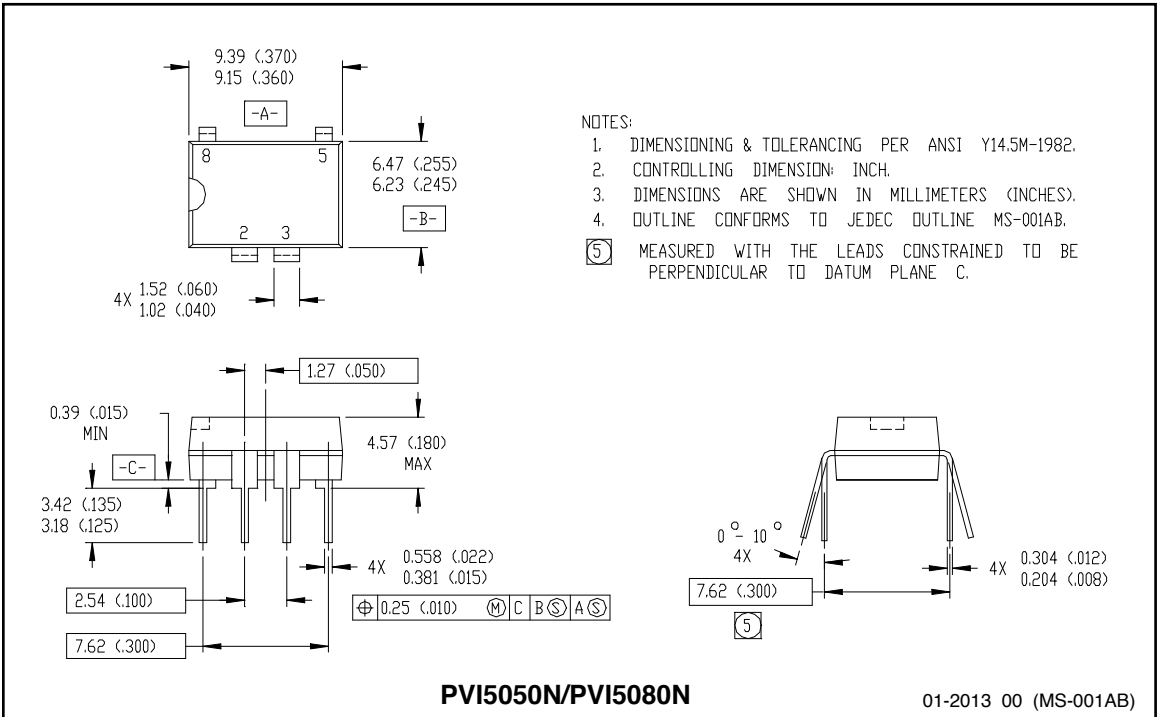 9.39 (.370)
9.15 (.360)
-A-
8 5
6.47 (.255)
6.23 (.245)
-B-
2 3
4X 1.52 (.060)
1.02 (.040)
NOTES:
1. DIMENSIONING & TOLERANCING PER ANSI Y14.5M-1982.
2. CONTROLLING DIMENSION: INCH.
3. DIMENSIONS ARE SHOWN IN MILLIMETERS (INCHES).
4. OUTLINE CONFORMS TO JEDEC OUTLINE MS-001AB.
5 MEASURED WITH THE LEADS CONSTRAINED TO BE
PERPENDICULAR TO DATUM PLANE C.
1.27 (.050)
0.39 (.015)
MIN
4.57 (.180)
MAX
-C-
3.42 (.135)
3.18 (.125)
4X 0.558 (.022)
0.381 (.015)
2.54 (.100)
⌖ 0.25 (.010) Ⓜ C B Ⓢ A Ⓢ
7.62 (.300)
0° - 10°
4X
4X 0.304 (.012)
0.204 (.008)
7.62 (.300)
5
PVI5050N/PVI5080N
01-2013 00 (MS-001AB)